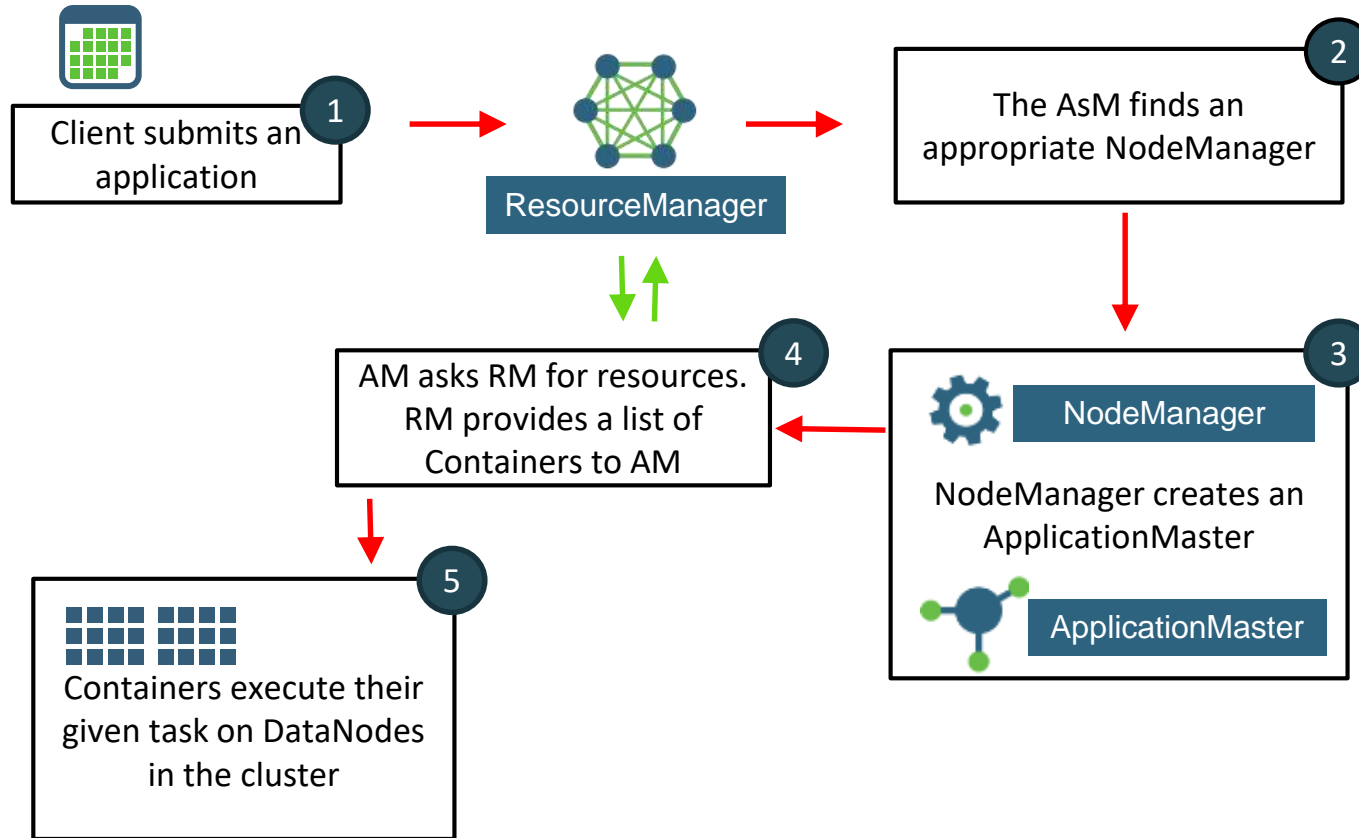 1
Client submits an
application
ResourceManager
2
The AsM finds an
appropriate NodeManager
3
NodeManager
NodeManager creates an
ApplicationMaster
ApplicationMaster
4
AM asks RM for resources.
RM provides a list of
Containers to AM
5
Containers execute their
given task on DataNodes
in the cluster